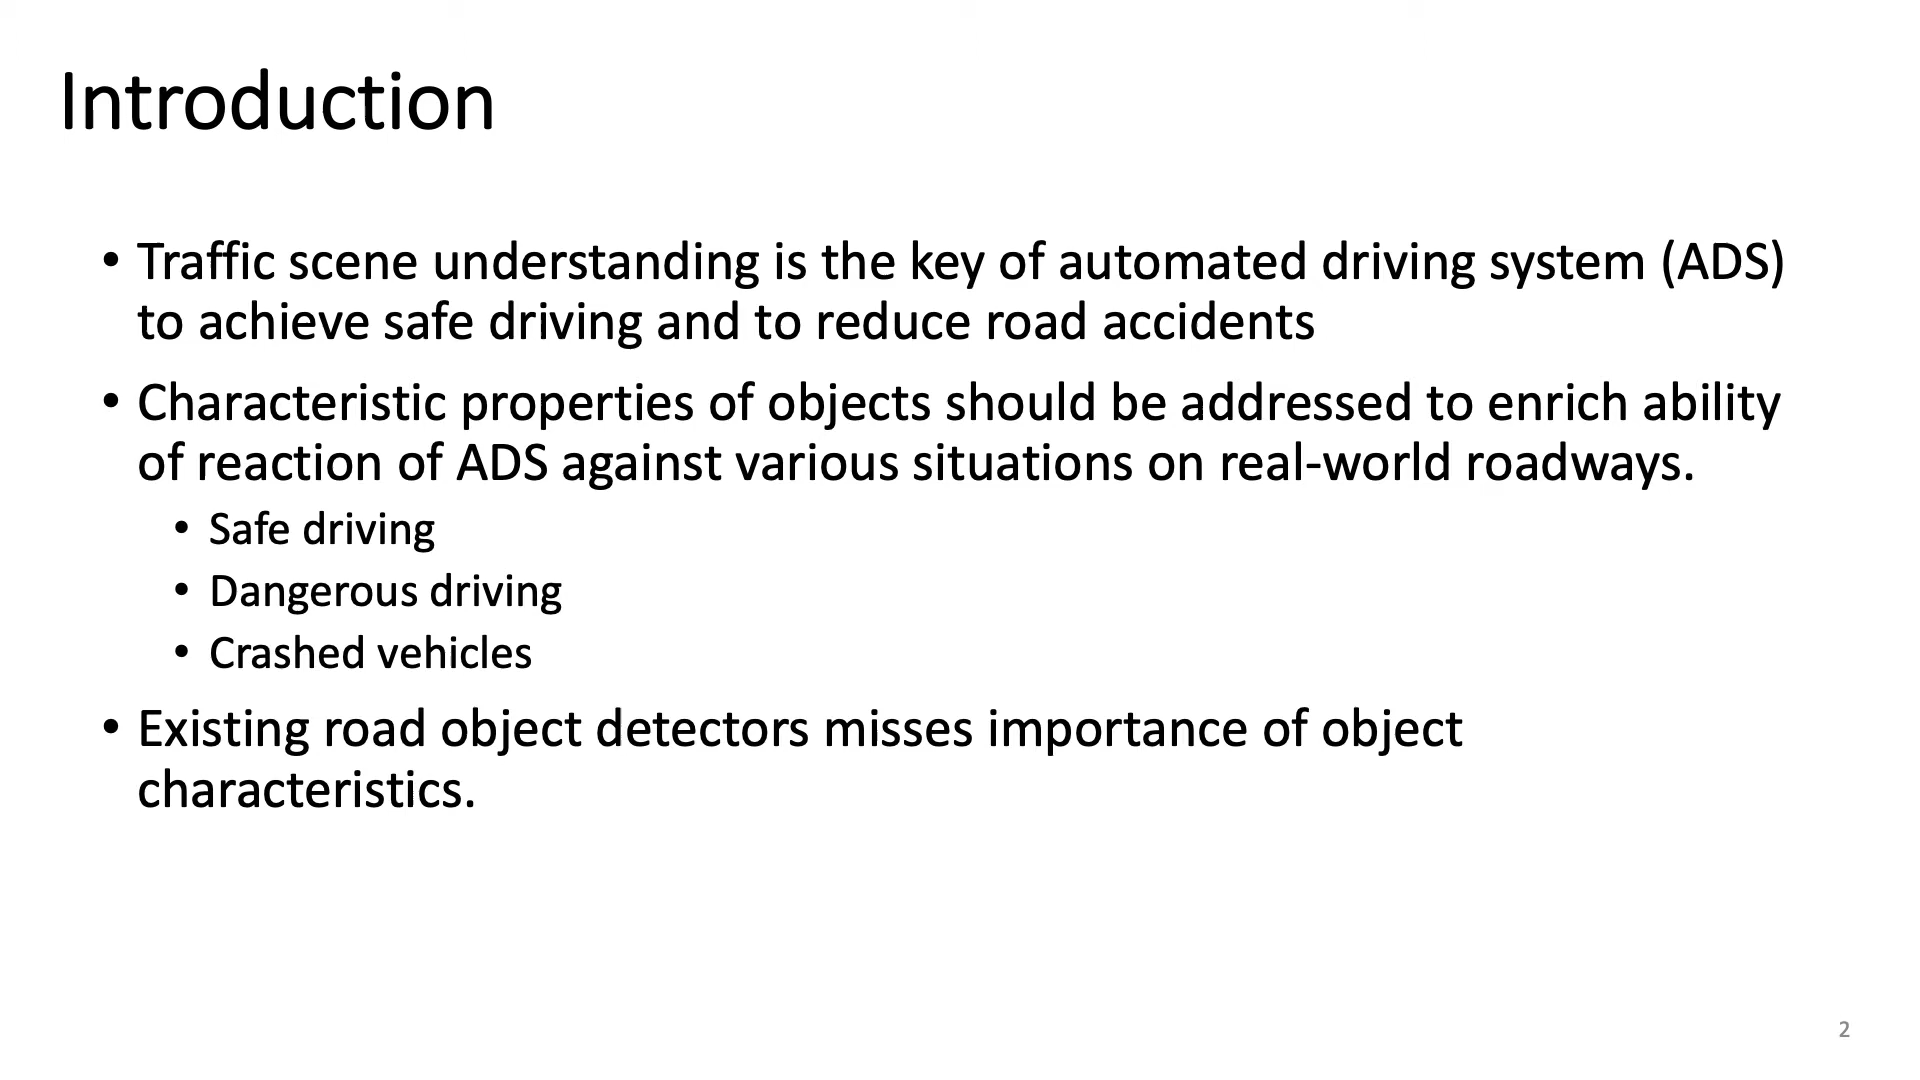 Introduction
• Traffic scene understanding is the key of automated driving system (ADS)
to achieve safe driving and to reduce road accidents
• Characteristic properties of objects should be addressed to enrich ability
of reaction of ADS against various situations on real-world roadways.
• Safe driving
• Dangerous driving
• Crashed vehicles
• Existing road object detectors misses importance of object
characteristics.
2